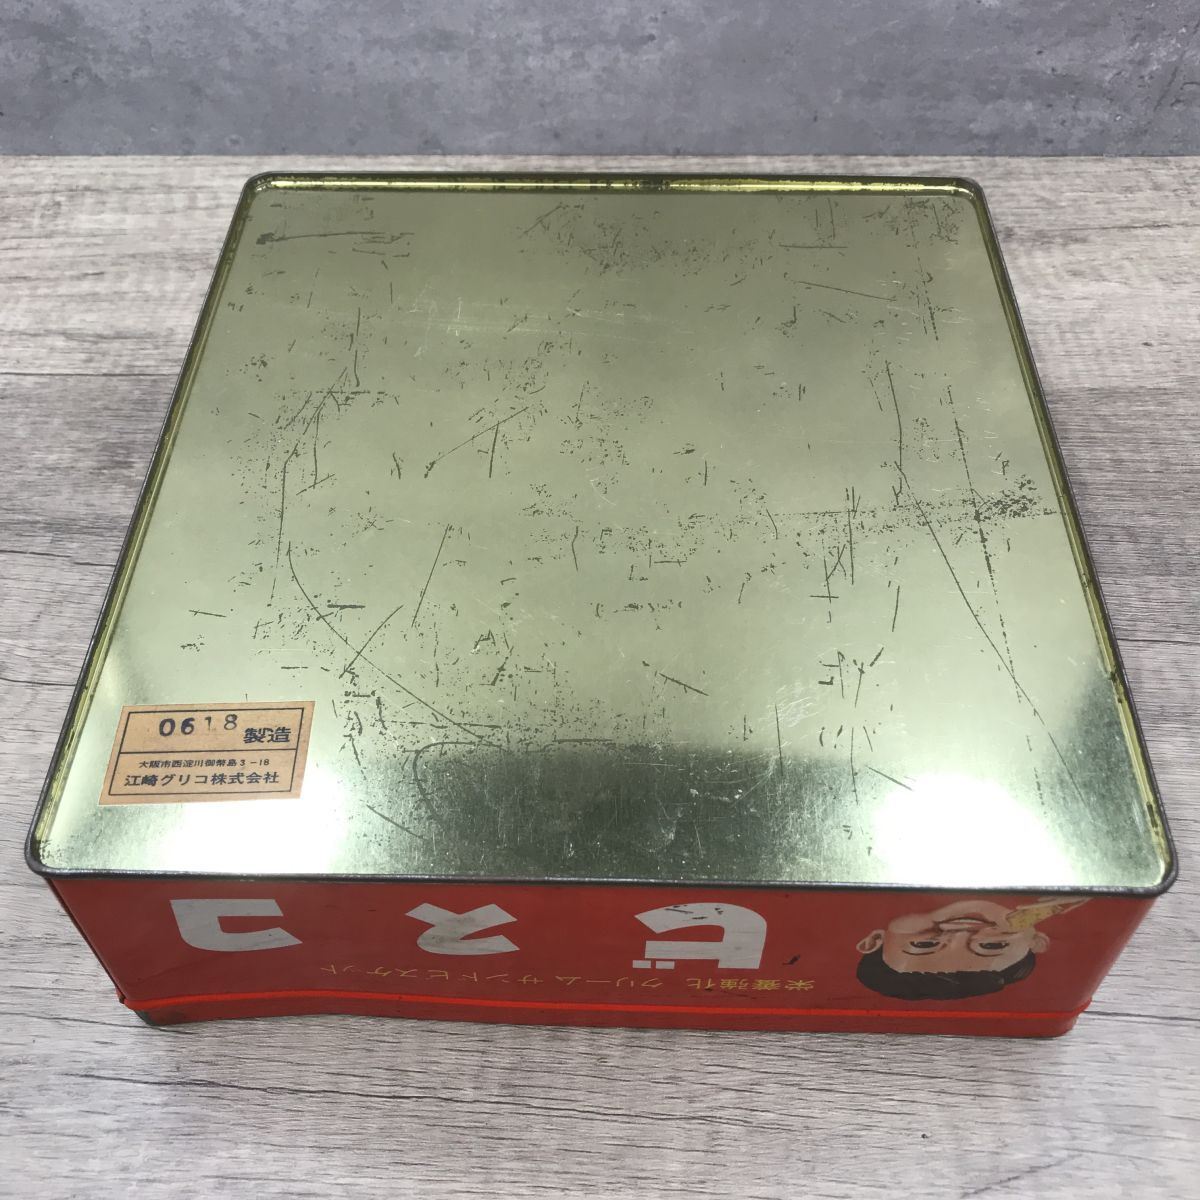 0618 製造
大阪市西淀川御幣島3-18
江崎グリコ株式会社
ビスコ
栄養強化 クリームサンドビスケット